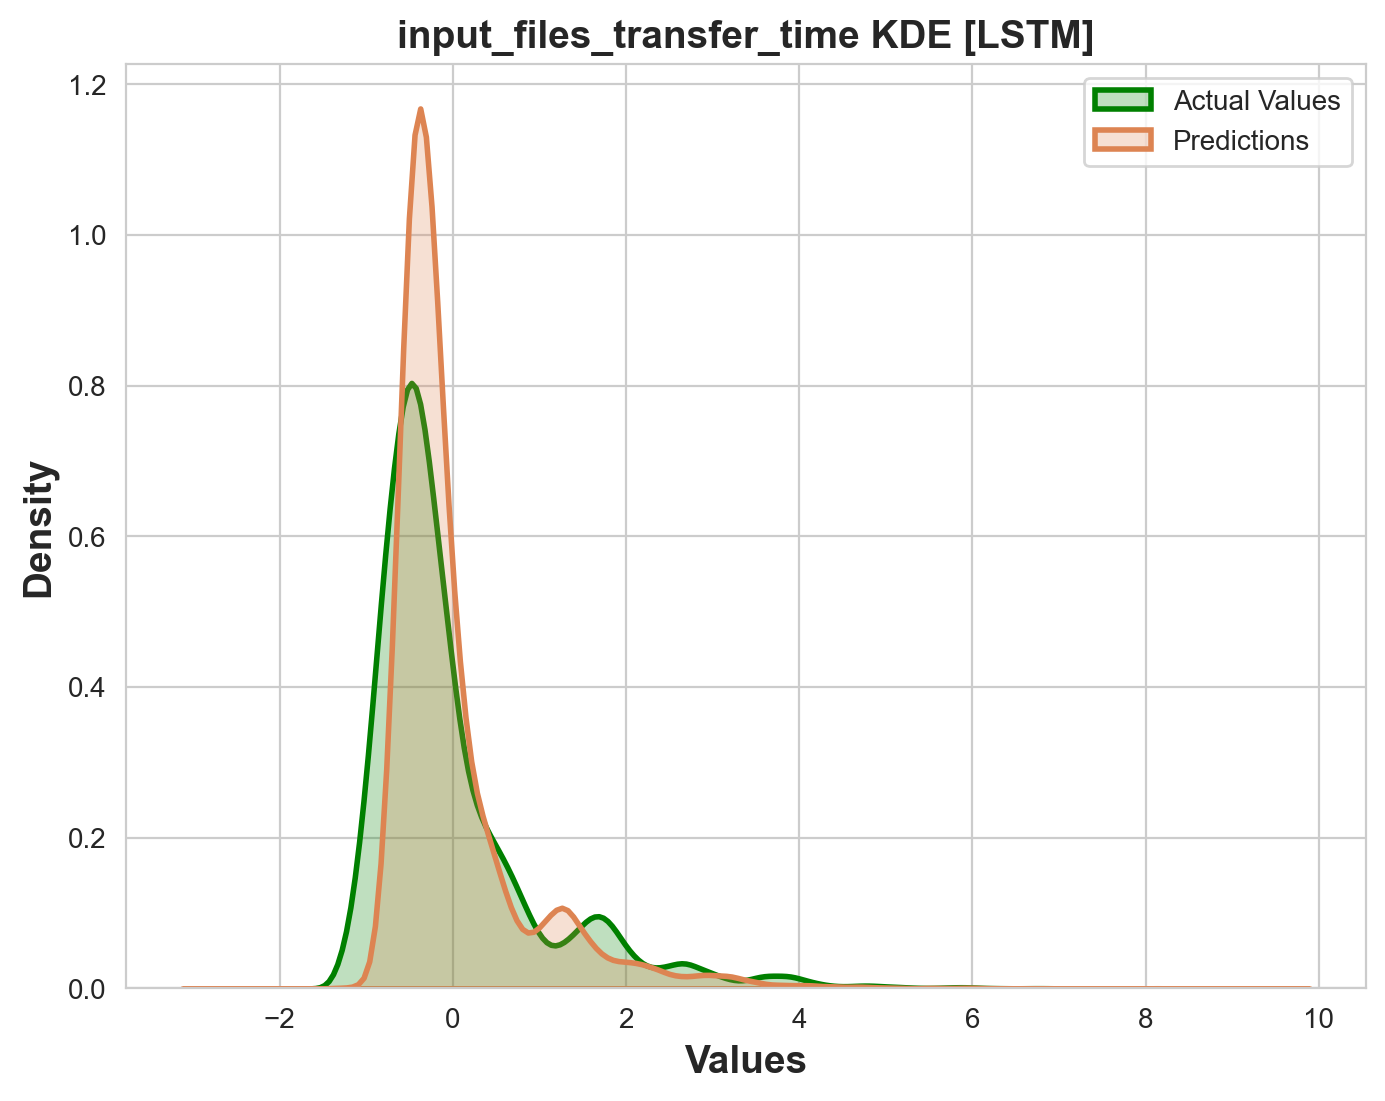 input_files_transfer_time KDE [LSTM]
Actual Values
Predictions
Density
1.2
1.0
0.8
0.6
0.4
0.2
0.0
−2 0 2 4 6 8 10
Values